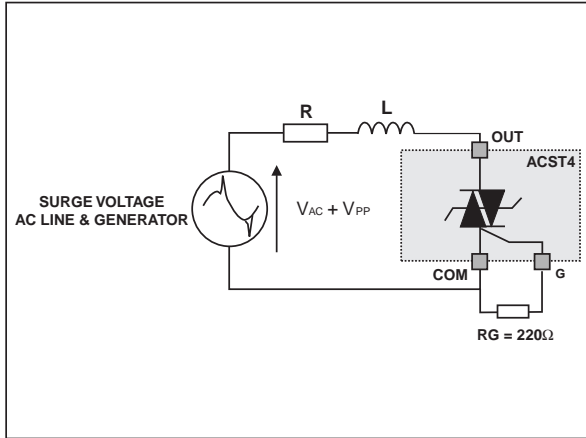 R
L
OUT
ACST4
SURGE VOLTAGE
AC LINE & GENERATOR
VAC + VPP
COM
G
RG = 220Ω